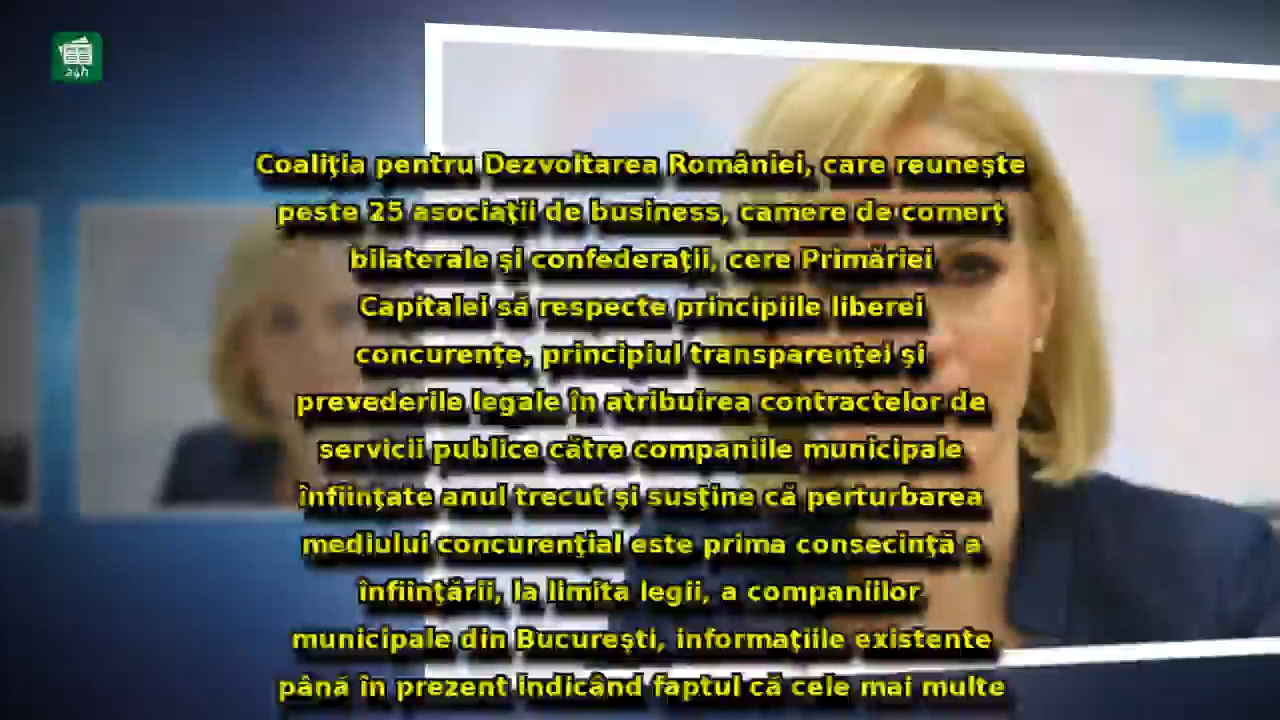 24h
Coaliţia pentru Dezvoltarea României, care reuneşte
peste 25 asociaţii de business, camere de comerţ
bilaterale şi confederaţii, cere Primăriei
Capitalei să respecte principiile liberei
concurenţe, principiul transparenţei şi
prevederile legale în atribuirea contractelor de
servicii publice către companiile municipale
înfiinţate anul trecut şi susţine că perturbarea
mediului concurenţial este prima consecinţă a
înfiinţării, la limita legii, a companiilor
municipale din Bucureşti, informaţiile existente
până în prezent indicând faptul că cele mai multe